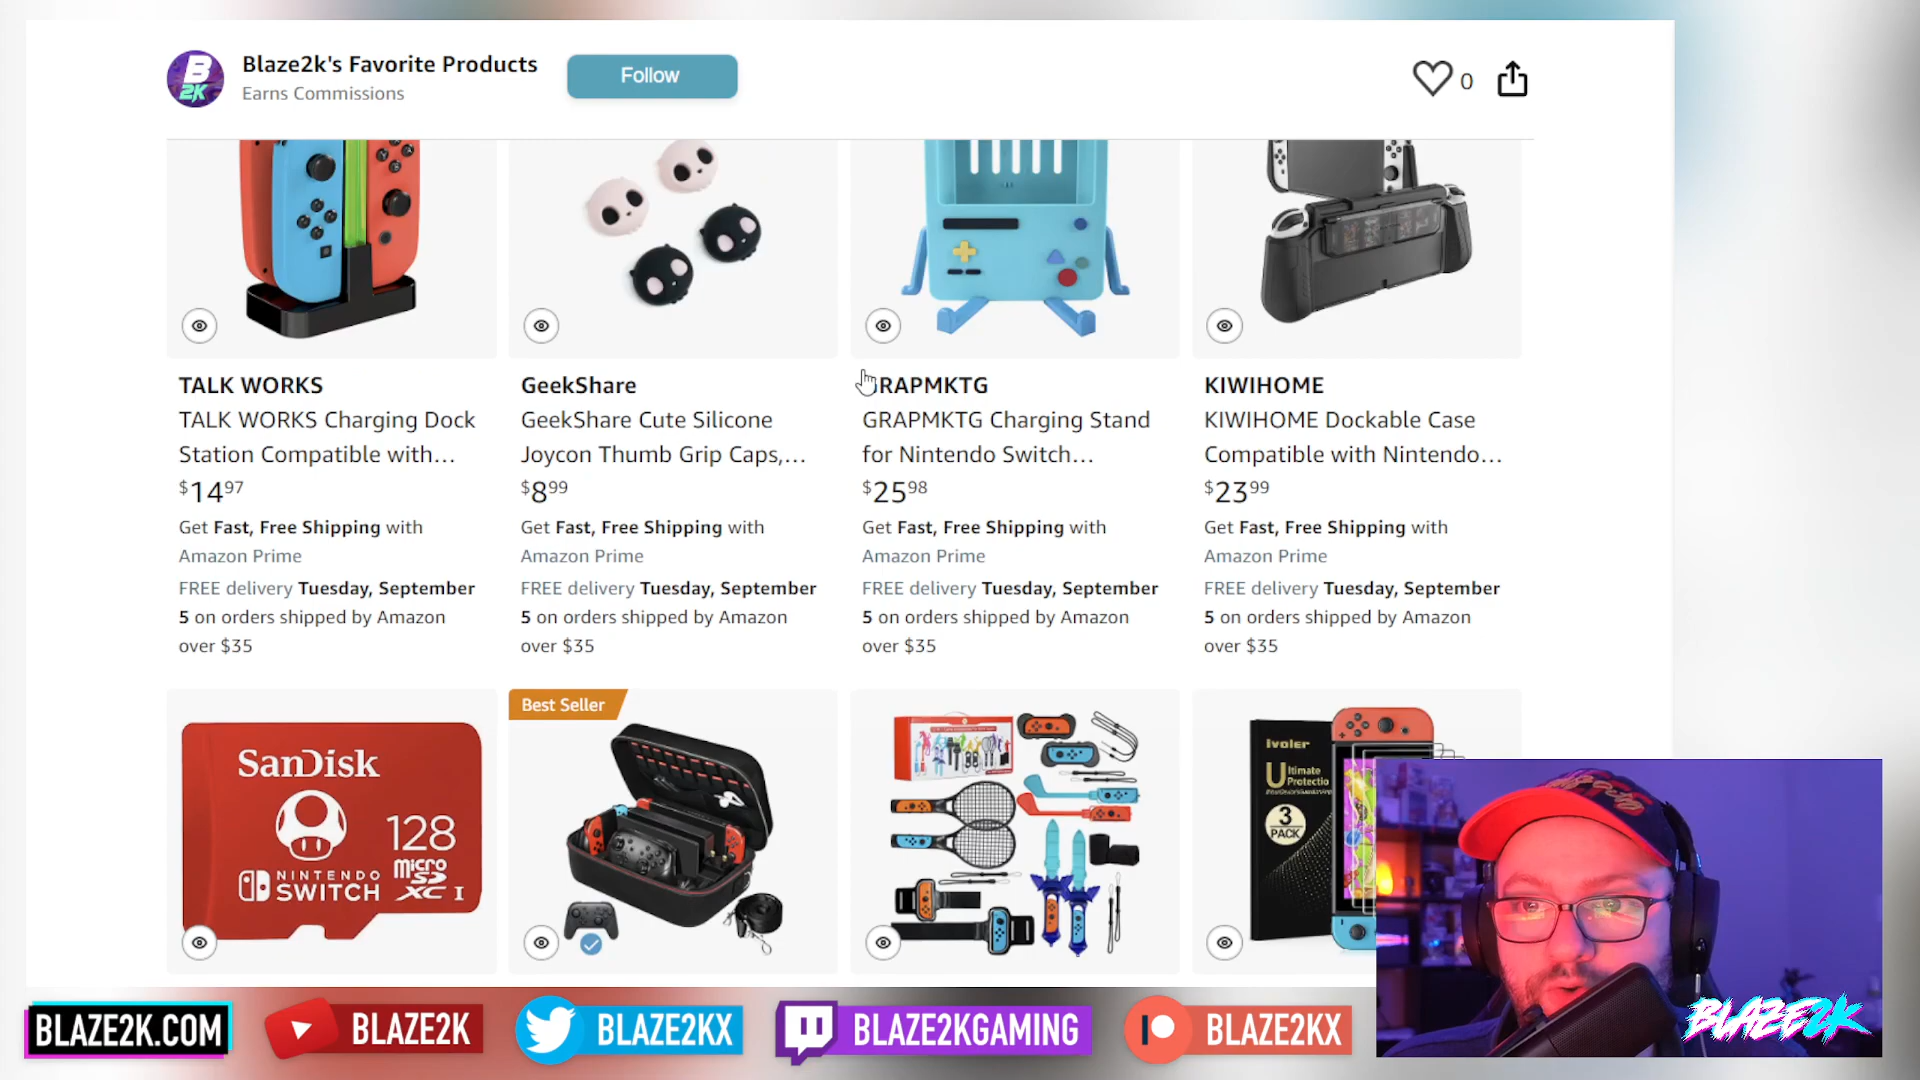 Blaze2k's Favorite Products
Earns Commissions
Follow
0
B
2K
TALK WORKS
TALK WORKS Charging Dock
Station Compatible with...
$14 97
Get Fast, Free Shipping with
Amazon Prime
FREE delivery Tuesday, September
5 on orders shipped by Amazon
over $35
GeekShare
GeekShare Cute Silicone
Joycon Thumb Grip Caps,...
$8 99
Get Fast, Free Shipping with
Amazon Prime
FREE delivery Tuesday, September
5 on orders shipped by Amazon
over $35
GRAPMKTG
GRAPMKTG Charging Stand
for Nintendo Switch...
$25 98
Get Fast, Free Shipping with
Amazon Prime
FREE delivery Tuesday, September
5 on orders shipped by Amazon
over $35
KIWIHOME
KIWIHOME Dockable Case
Compatible with Nintendo...
$23 99
Get Fast, Free Shipping with
Amazon Prime
FREE delivery Tuesday, September
5 on orders shipped by Amazon
over $35
SanDisk
128
NINTENDO
SWITCH
micro
SD
XC I
Best Seller
ivoler
Ultimate
Protectio
3
PACK
BLAZE2K.COM
BLAZE2K
BLAZE2KX
BLAZE2KGAMING
BLAZE2KX
BLAZE2K